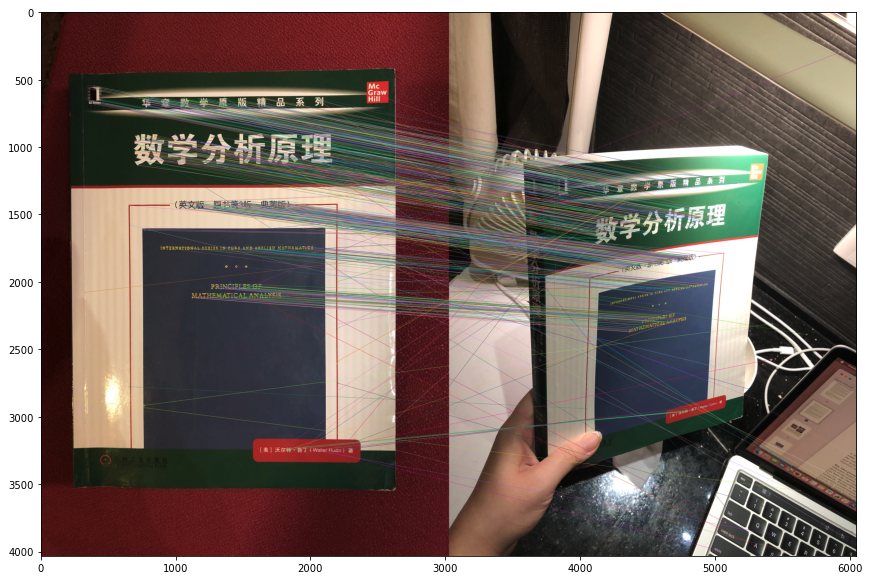 0
500
1000
1500
2000
2500
3000
3500
4000
Mc
Graw
Hill
华章数学原版精品系列
数学分析原理
（英文版·原书第3版·典藏版）
INTERNATIONAL SERIES IN PURE AND APPLIED MATHEMATICS
PRINCIPLES OF
MATHEMATICAL ANALYSIS
［美］沃尔特·鲁丁（Walter Rudin） 著
华章数学原版精品系列
数学分析原理
PRINCIPLES OF
MATHEMATICAL ANALYSIS
0
1000
2000
3000
4000
5000
6000